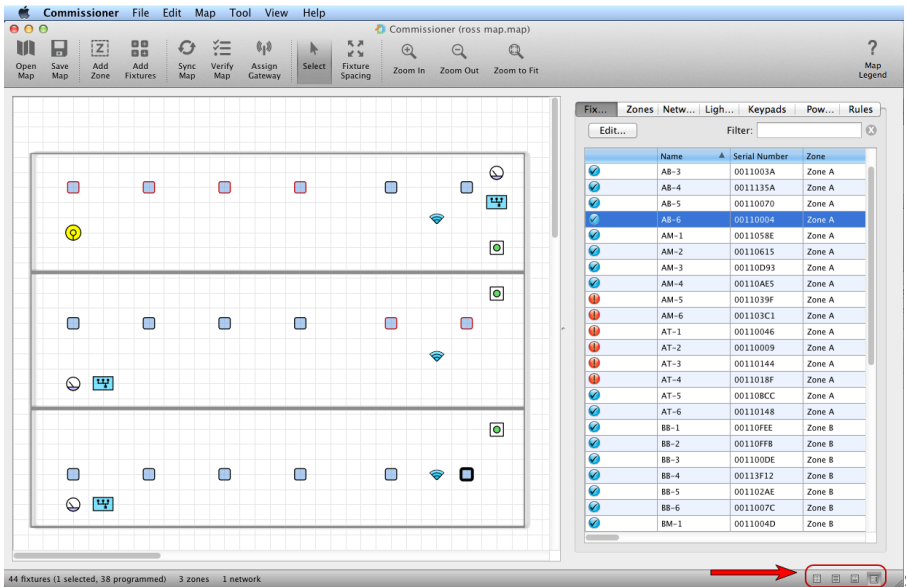 Commissioner File Edit Map Tool View Help
Commissioner (ross map.map)
Open Map Save Map Add Zone Add Fixtures Sync Map Verify Map Assign Gateway Select Fixture Spacing Zoom In Zoom Out Zoom to Fit ? Map Legend
Fix... Zones Netw... Ligh... Keypads Pow... Rules
Edit... Filter:
Name Serial Number Zone
AB-3 0011003A Zone A
AB-4 0011135A Zone A
AB-5 00110070 Zone A
AB-6 00110004 Zone A
AM-1 0011058E Zone A
AM-2 00110615 Zone A
AM-3 00110D93 Zone A
AM-4 00110AE5 Zone A
AM-5 0011039F Zone A
AM-6 001103C1 Zone A
AT-1 00110046 Zone A
AT-2 00110009 Zone A
AT-3 00110144 Zone A
AT-4 0011018F Zone A
AT-5 00110BCC Zone A
AT-6 00110148 Zone A
BB-1 00110FEE Zone B
BB-2 00110FFB Zone B
BB-3 001100DE Zone B
BB-4 00113F12 Zone B
BB-5 001102AE Zone B
BB-6 0011007C Zone B
BM-1 0011004D Zone B
44 fixtures (1 selected, 38 programmed) 3 zones 1 network